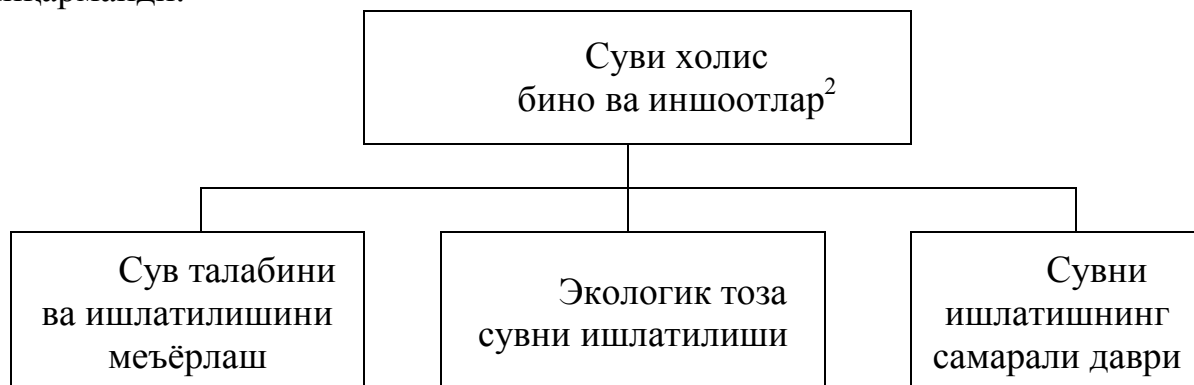 Суви холис
бино ва иншоотлар²
Сув талабини
ва ишлатилишини
меъёрлаш
Экологик тоза
сувни ишлатилиши
Сувни
ишлатишнинг
самарали даври